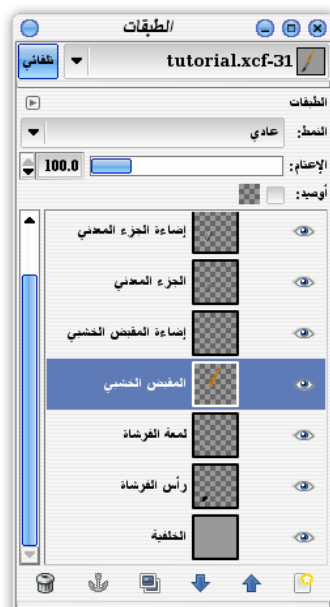 الطبقات
tutorial.xcf-31
تلقائي
الطبقات
النمط: عادي
الإعتام: 100.0
أوصد:
إضاءة الجزء المعدني
الجزء المعدني
إضاءة المقبض الخشبي
المقبض الخشبي
لمعة الفرشاة
رأس الفرشاة
الخلفية